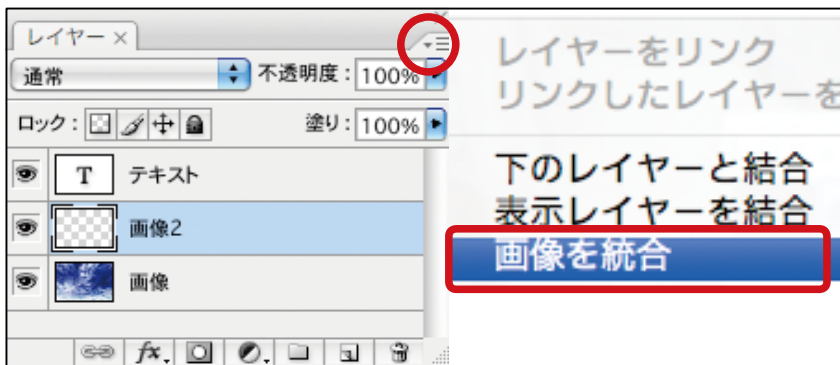 レイヤー ×
通常
不透明度：100%
ロック：
塗り：100%
T テキスト
画像2
画像
fx.
レイヤーをリンク
リンクしたレイヤーを
下のレイヤーと結合
表示レイヤーを結合
画像を統合